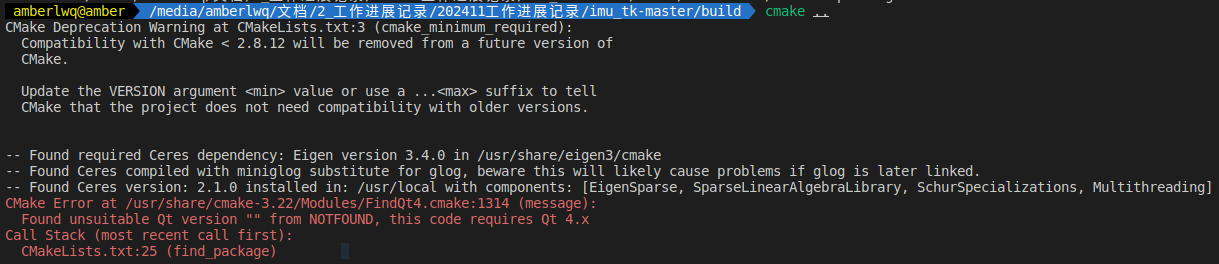 amberlwq@amber /media/amberlwq/文档/2_工作进展记录/202411工作进展记录/imu_tk-master/build cmake ..
CMake Deprecation Warning at CMakeLists.txt:3 (cmake_minimum_required):
Compatibility with CMake < 2.8.12 will be removed from a future version of
CMake.
Update the VERSION argument <min> value or use a ...<max> suffix to tell
CMake that the project does not need compatibility with older versions.
-- Found required Ceres dependency: Eigen version 3.4.0 in /usr/share/eigen3/cmake
-- Found Ceres compiled with miniglog substitute for glog, beware this will likely cause problems if glog is later linked.
-- Found Ceres version: 2.1.0 installed in: /usr/local with components: [EigenSparse, SparseLinearAlgebraLibrary, SchurSpecializations, Multithreading]
CMake Error at /usr/share/cmake-3.22/Modules/FindQt4.cmake:1314 (message):
Found unsuitable Qt version "" from NOTFOUND, this code requires Qt 4.x
Call Stack (most recent call first):
CMakeLists.txt:25 (find_package)